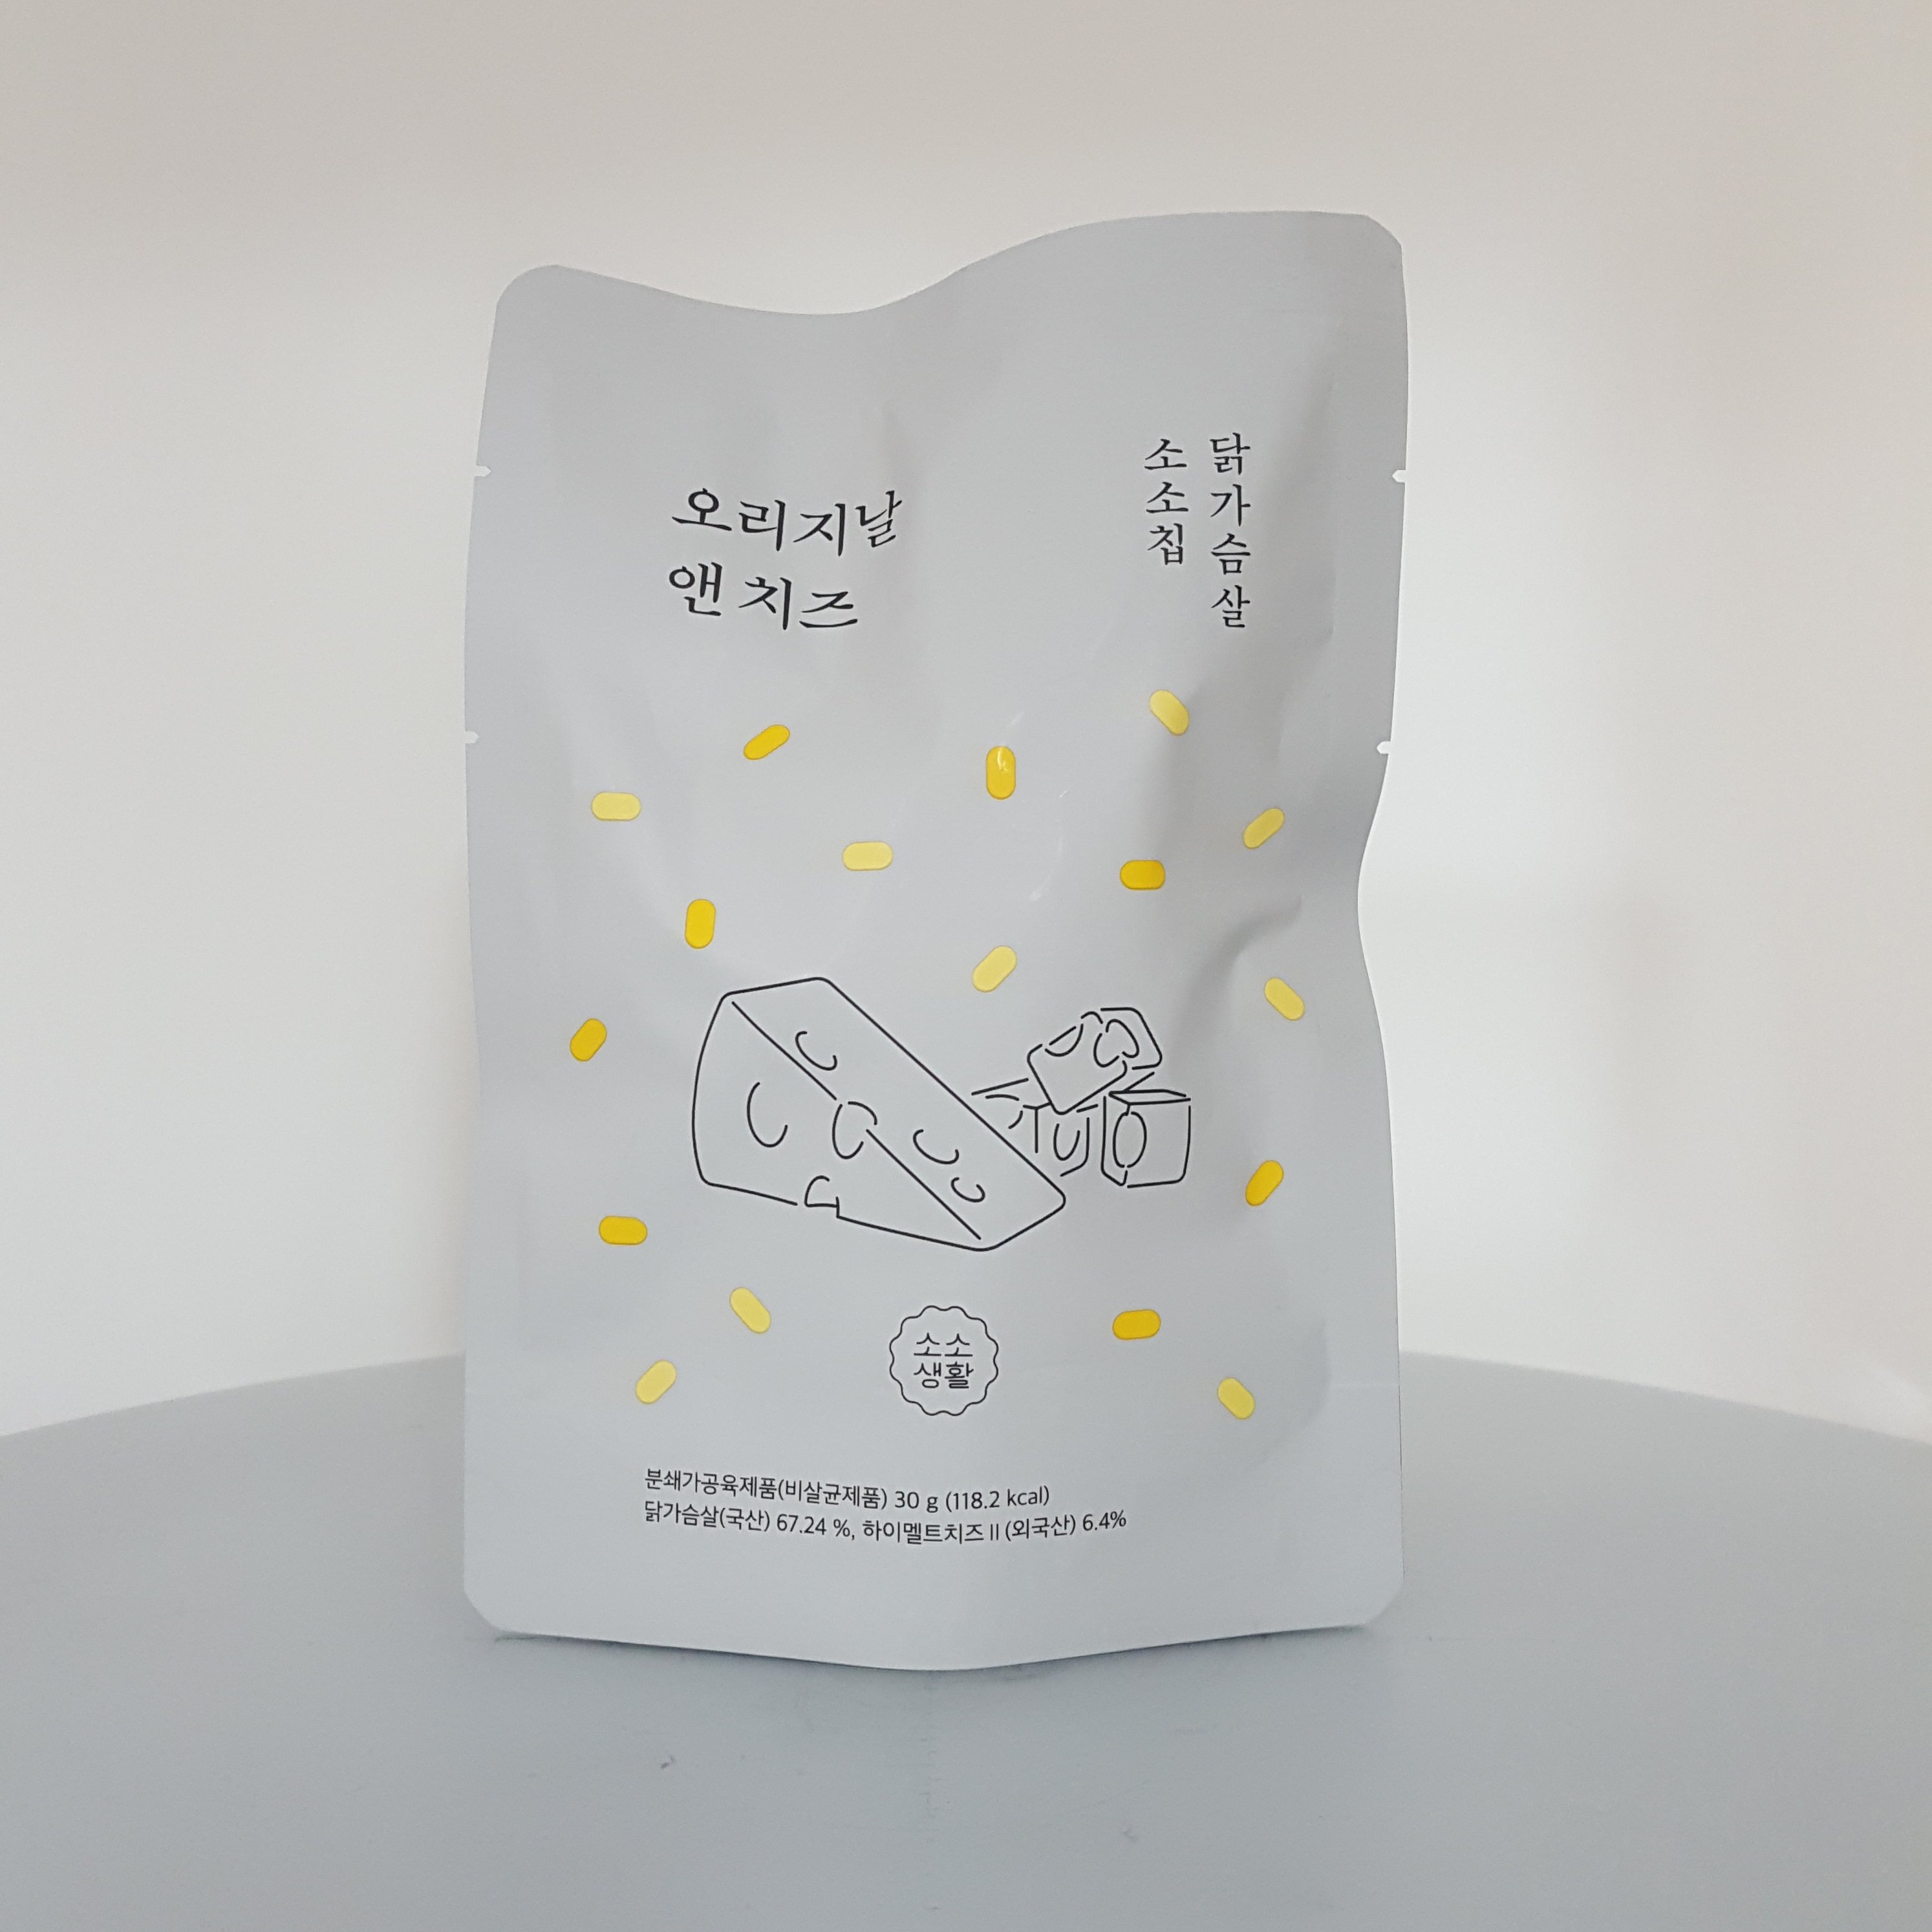 오리지날
앤 치즈
닭가슴살
소소칩
소소
생활
분쇄가공육제품(비살균제품) 30 g (118.2 kcal)
닭가슴살(국산) 67.24 %, 하이멜트치즈 II (외국산) 6.4%